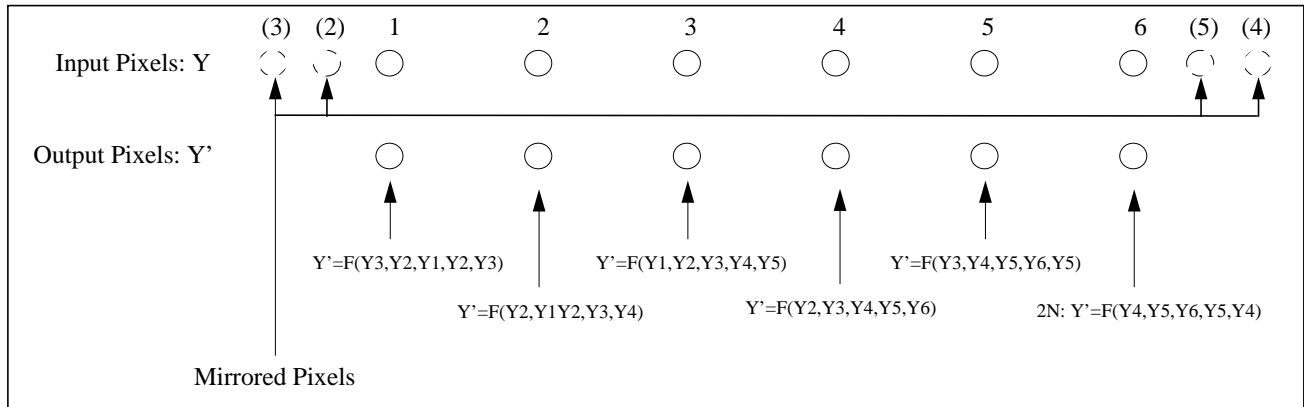 (3) (2) 1 2 3 4 5 6 (5) (4)
Input Pixels: Y
Output Pixels: Y’
Y’=F(Y3,Y2,Y1,Y2,Y3) Y’=F(Y1,Y2,Y3,Y4,Y5) Y’=F(Y3,Y4,Y5,Y6,Y5)
Y’=F(Y2,Y1Y2,Y3,Y4) Y’=F(Y2,Y3,Y4,Y5,Y6) 2N: Y’=F(Y4,Y5,Y6,Y5,Y4)
Mirrored Pixels